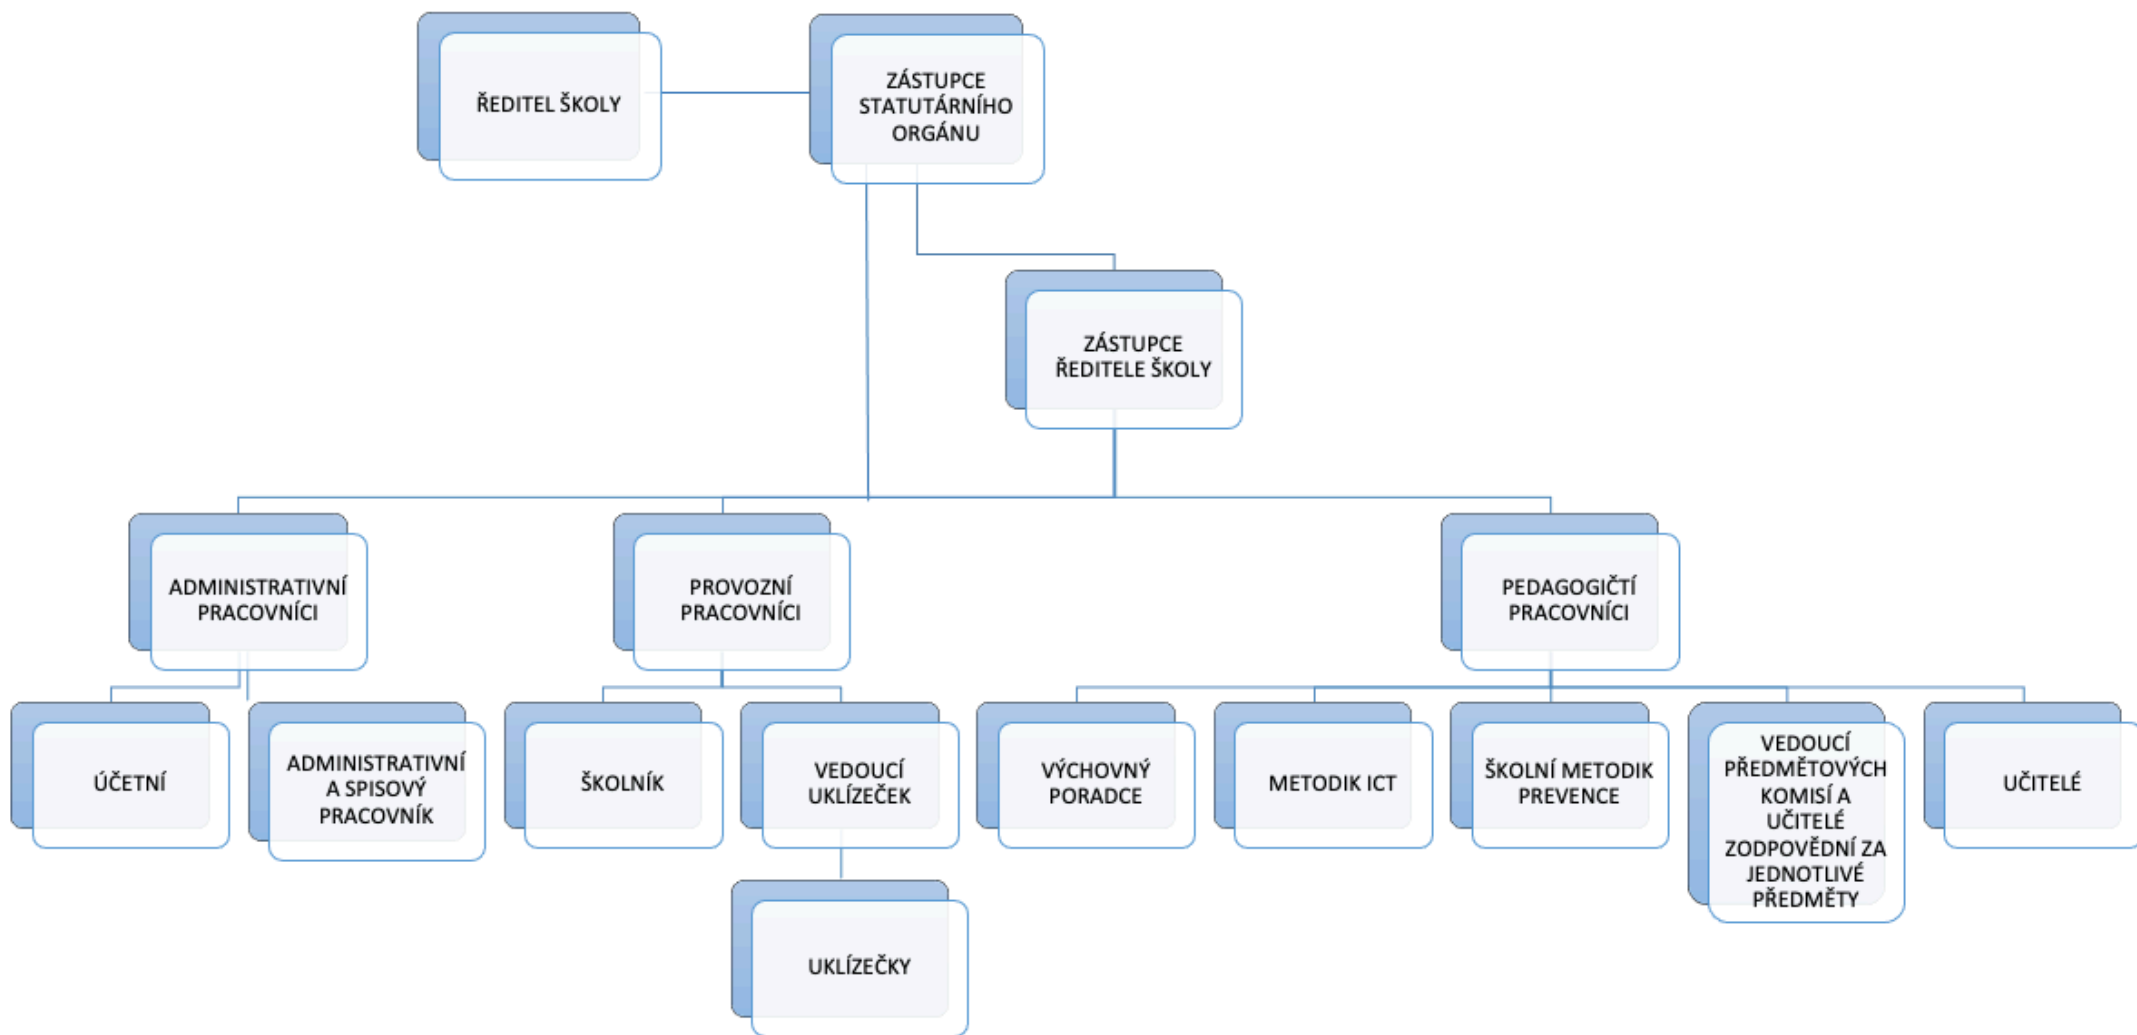 ŘEDITEL ŠKOLY
ZÁSTUPCE
STATUTÁRNÍHO
ORGÁNU
ZÁSTUPCE
ŘEDITELE ŠKOLY
ADMINISTRATIVNÍ
PRACOVNÍCI
PROVOZNÍ
PRACOVNÍCI
PEDAGOGIČTÍ
PRACOVNÍCI
ÚČETNÍ
ADMINISTRATIVNÍ
A SPISOVÝ
PRACOVNÍK
ŠKOLNÍK
VEDOUCÍ
UKLÍZEČEK
VÝCHOVNÝ
PORADCE
METODIK ICT
ŠKOLNÍ METODIK
PREVENCE
VEDOUCÍ
PŘEDMĚTOVÝCH
KOMISÍ A
UČITELÉ
ZODPOVĚDNÍ ZA
JEDNOTLIVÉ
PŘEDMĚTY
UČITELÉ
UKLÍZEČKY